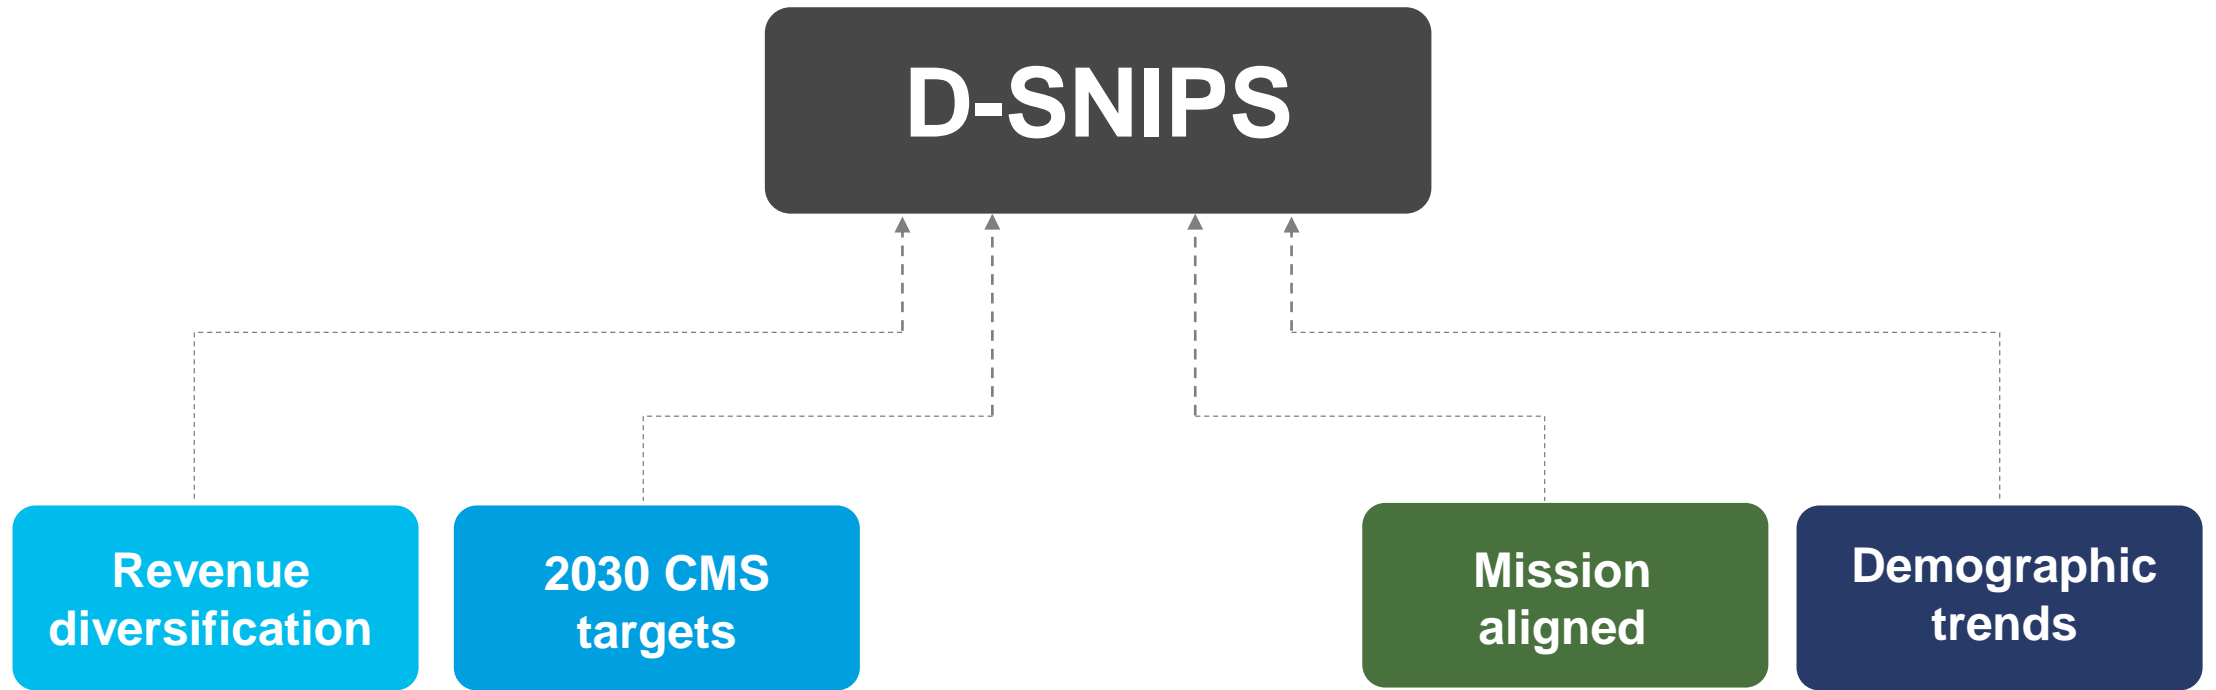 D-SNIPS
Revenue
diversification
2030 CMS
targets
Mission
aligned
Demographic
trends